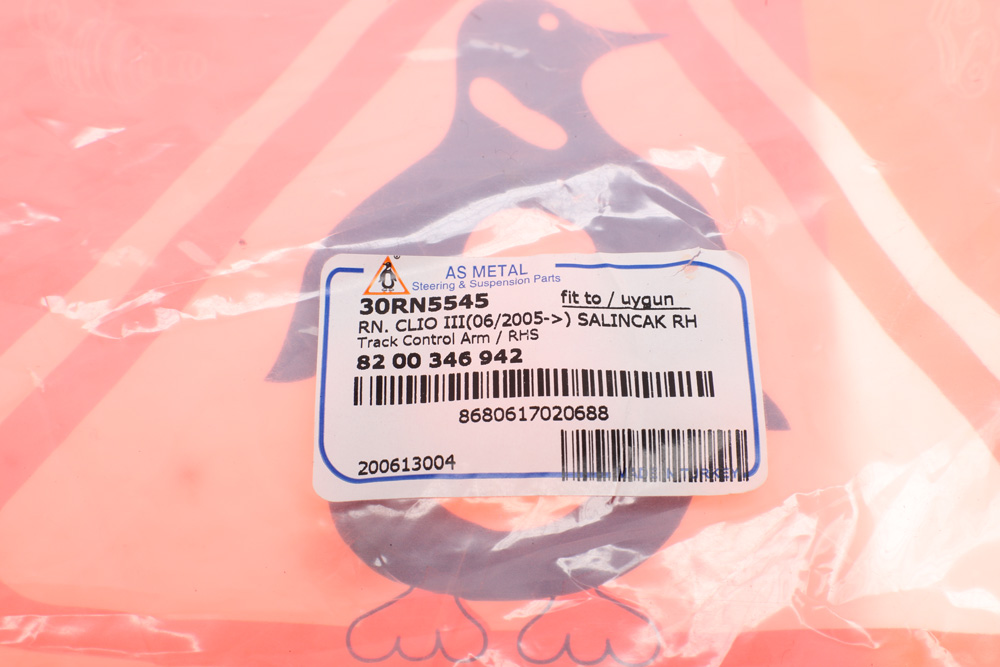 ®
AS METAL
Steering & Suspension Parts
30RN5545 fit to / uygun
RN. CLIO III(06/2005->) SALINCAK RH
Track Control Arm / RHS
82 00 346 942
8680617020688
200613004
MADE IN TURKEY